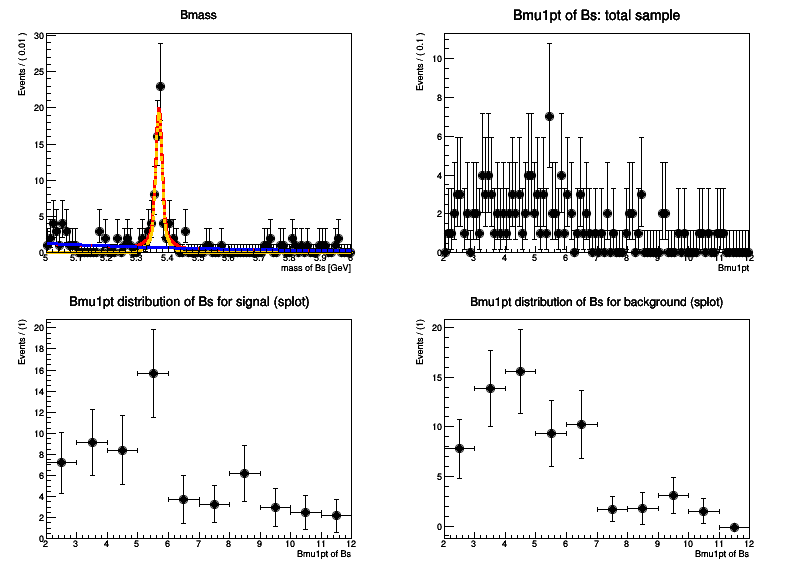 Bmass
Events / ( 0.01 )
30
25
20
15
10
5
0
5 5.1 5.2 5.3 5.4 5.5 5.6 5.7 5.8 5.9 6
mass of Bs [GeV]
Bmu1pt of Bs: total sample
Events / ( 0.1 )
10
8
6
4
2
0
2 3 4 5 6 7 8 9 10 11 12
Bmu1pt
Bmu1pt distribution of Bs for signal (splot)
Events / (1)
20
18
16
14
12
10
8
6
4
2
0
2 3 4 5 6 7 8 9 10 11 12
Bmu1pt of Bs
Bmu1pt distribution of Bs for background (splot)
Events / (1)
20
15
10
5
0
2 3 4 5 6 7 8 9 10 11 12
Bmu1pt of Bs